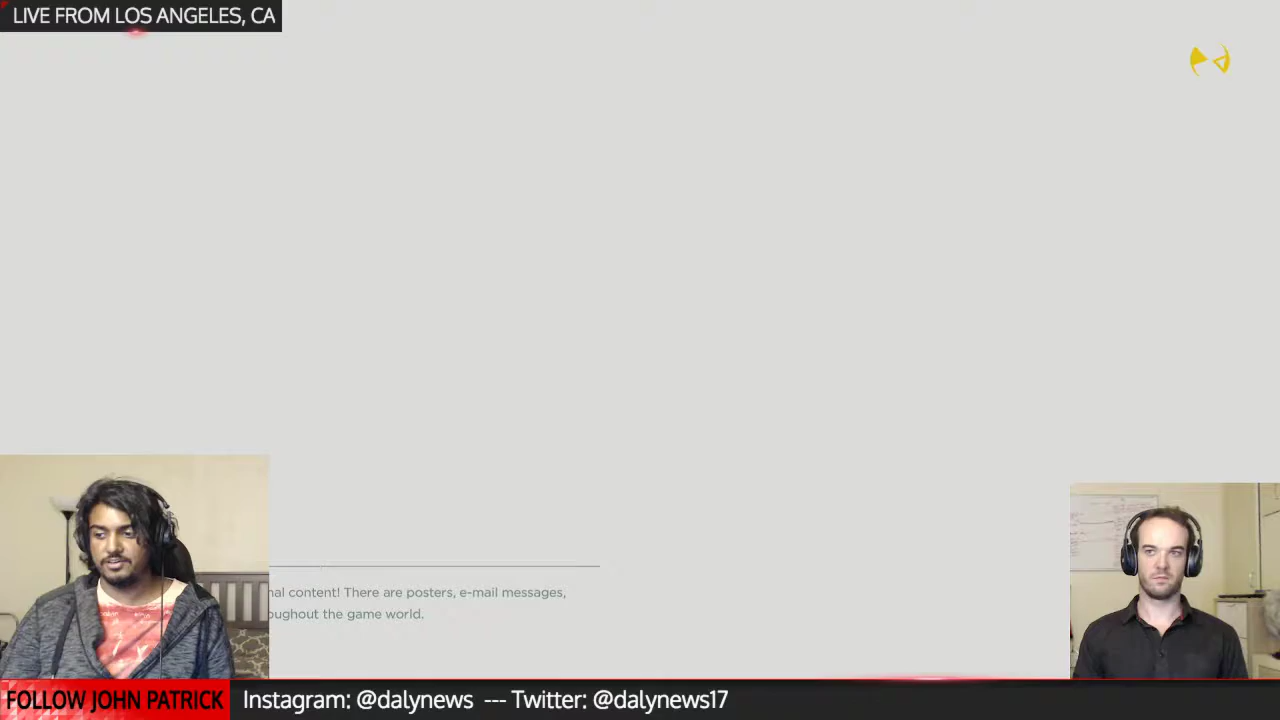 LIVE FROM LOS ANGELES, CA
nal content! There are posters, e-mail messages,
oughout the game world.
FOLLOW JOHN PATRICK
Instagram: @dalynews --- Twitter: @dalynews17